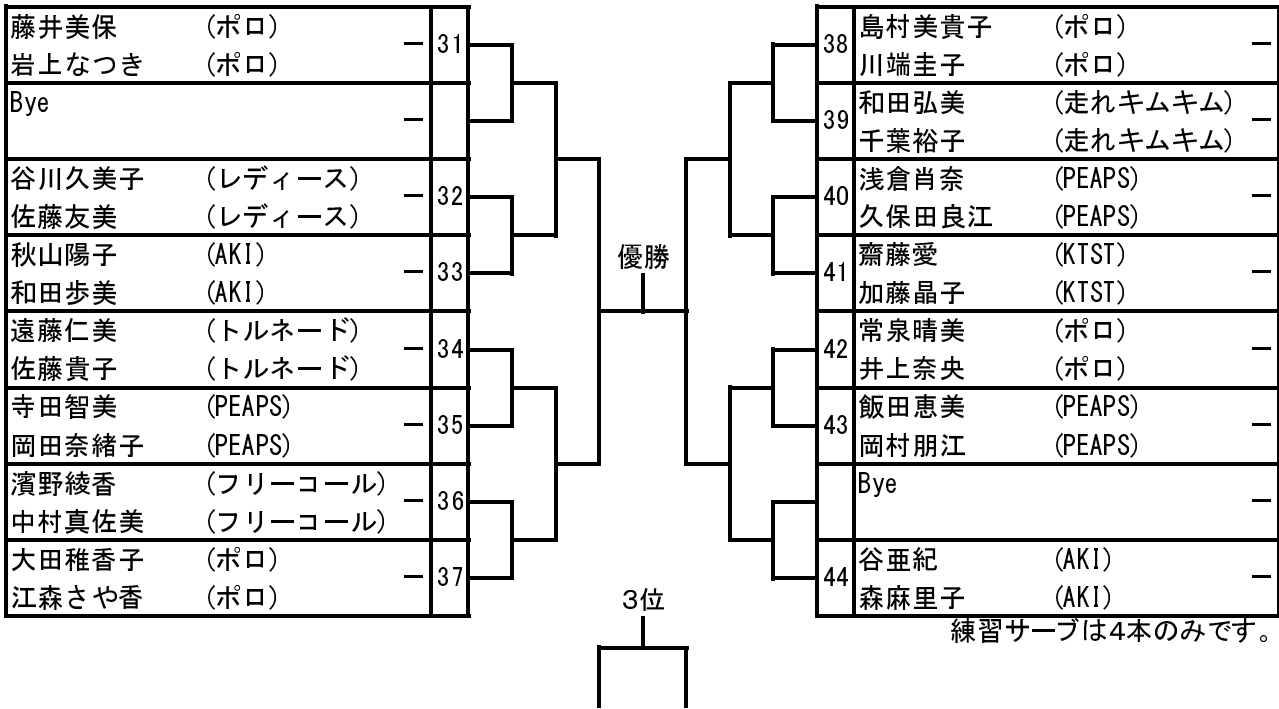 藤井美保 (ポロ)
岩上なつき (ポロ)
— 31
Bye
—
谷川久美子 (レディース)
佐藤友美 (レディース)
— 32
秋山陽子 (AKI)
和田歩美 (AKI)
— 33
遠藤仁美 (トルネード)
佐藤貴子 (トルネード)
— 34
寺田智美 (PEAPS)
岡田奈緒子 (PEAPS)
— 35
濱野綾香 (フリーコール)
中村真佐美 (フリーコール)
— 36
大田稚香子 (ポロ)
江森さや香 (ポロ)
— 37
優勝
3位
38
島村美貴子 (ポロ)
川端圭子 (ポロ)
—
39
和田弘美 (走れキムキム)
千葉裕子 (走れキムキム)
—
40
浅倉肖奈 (PEAPS)
久保田良江 (PEAPS)
—
41
齋藤愛 (KTST)
加藤晶子 (KTST)
—
42
常泉晴美 (ポロ)
井上奈央 (ポロ)
—
43
飯田恵美 (PEAPS)
岡村朋江 (PEAPS)
—
Bye
—
44
谷亜紀 (AKI)
森麻里子 (AKI)
—
練習サーブは4本のみです。